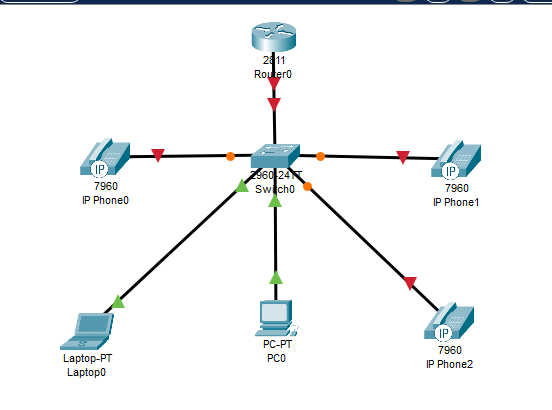 2811
Router0
IP
7960
IP Phone0
2960-24TT
Switch0
IP
7960
IP Phone1
Laptop-PT
Laptop0
PC-PT
PC0
IP
7960
IP Phone2